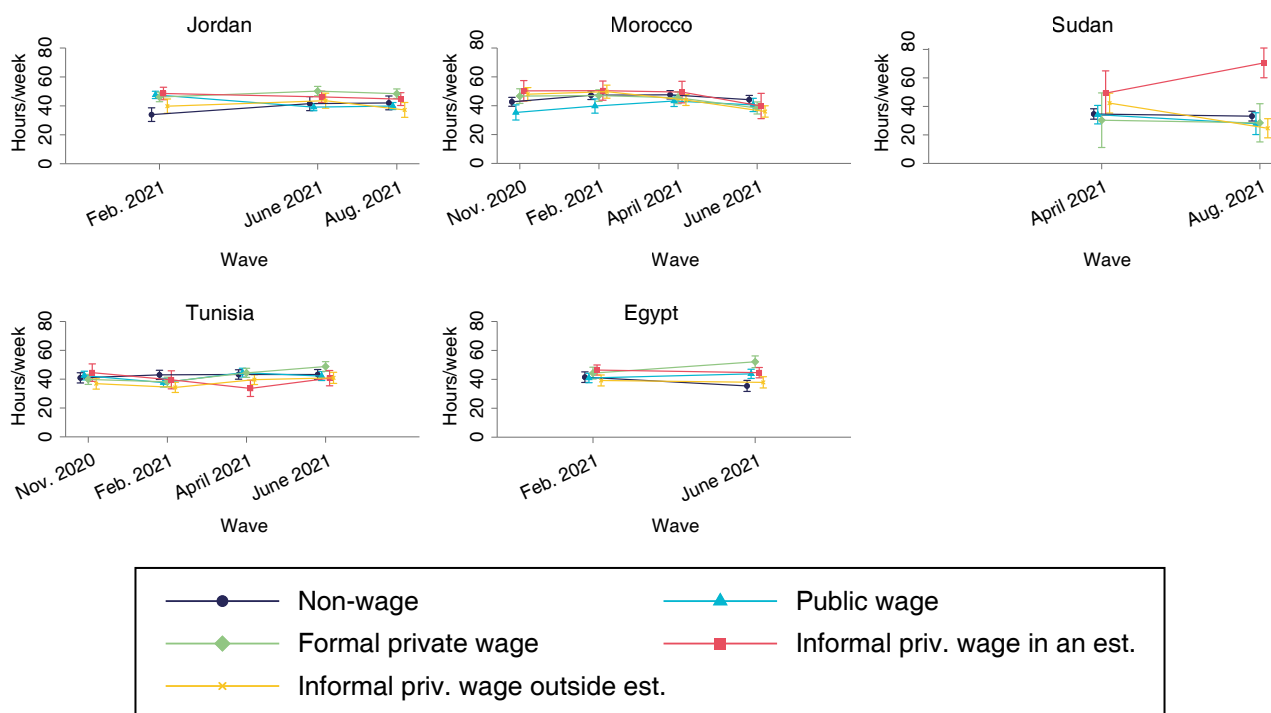 Jordan
Hours/week
80
60
40
20
0
Feb. 2021
June 2021
Aug. 2021
Wave
Morocco
Hours/week
80
60
40
20
0
Nov. 2020
Feb. 2021
April 2021
June 2021
Wave
Sudan
Hours/week
80
60
40
20
0
April 2021
Aug. 2021
Wave
Tunisia
Hours/week
80
60
40
20
0
Nov. 2020
Feb. 2021
April 2021
June 2021
Wave
Egypt
Hours/week
80
60
40
20
0
Feb. 2021
June 2021
Wave
Non-wage
Public wage
Formal private wage
Informal priv. wage in an est.
Informal priv. wage outside est.